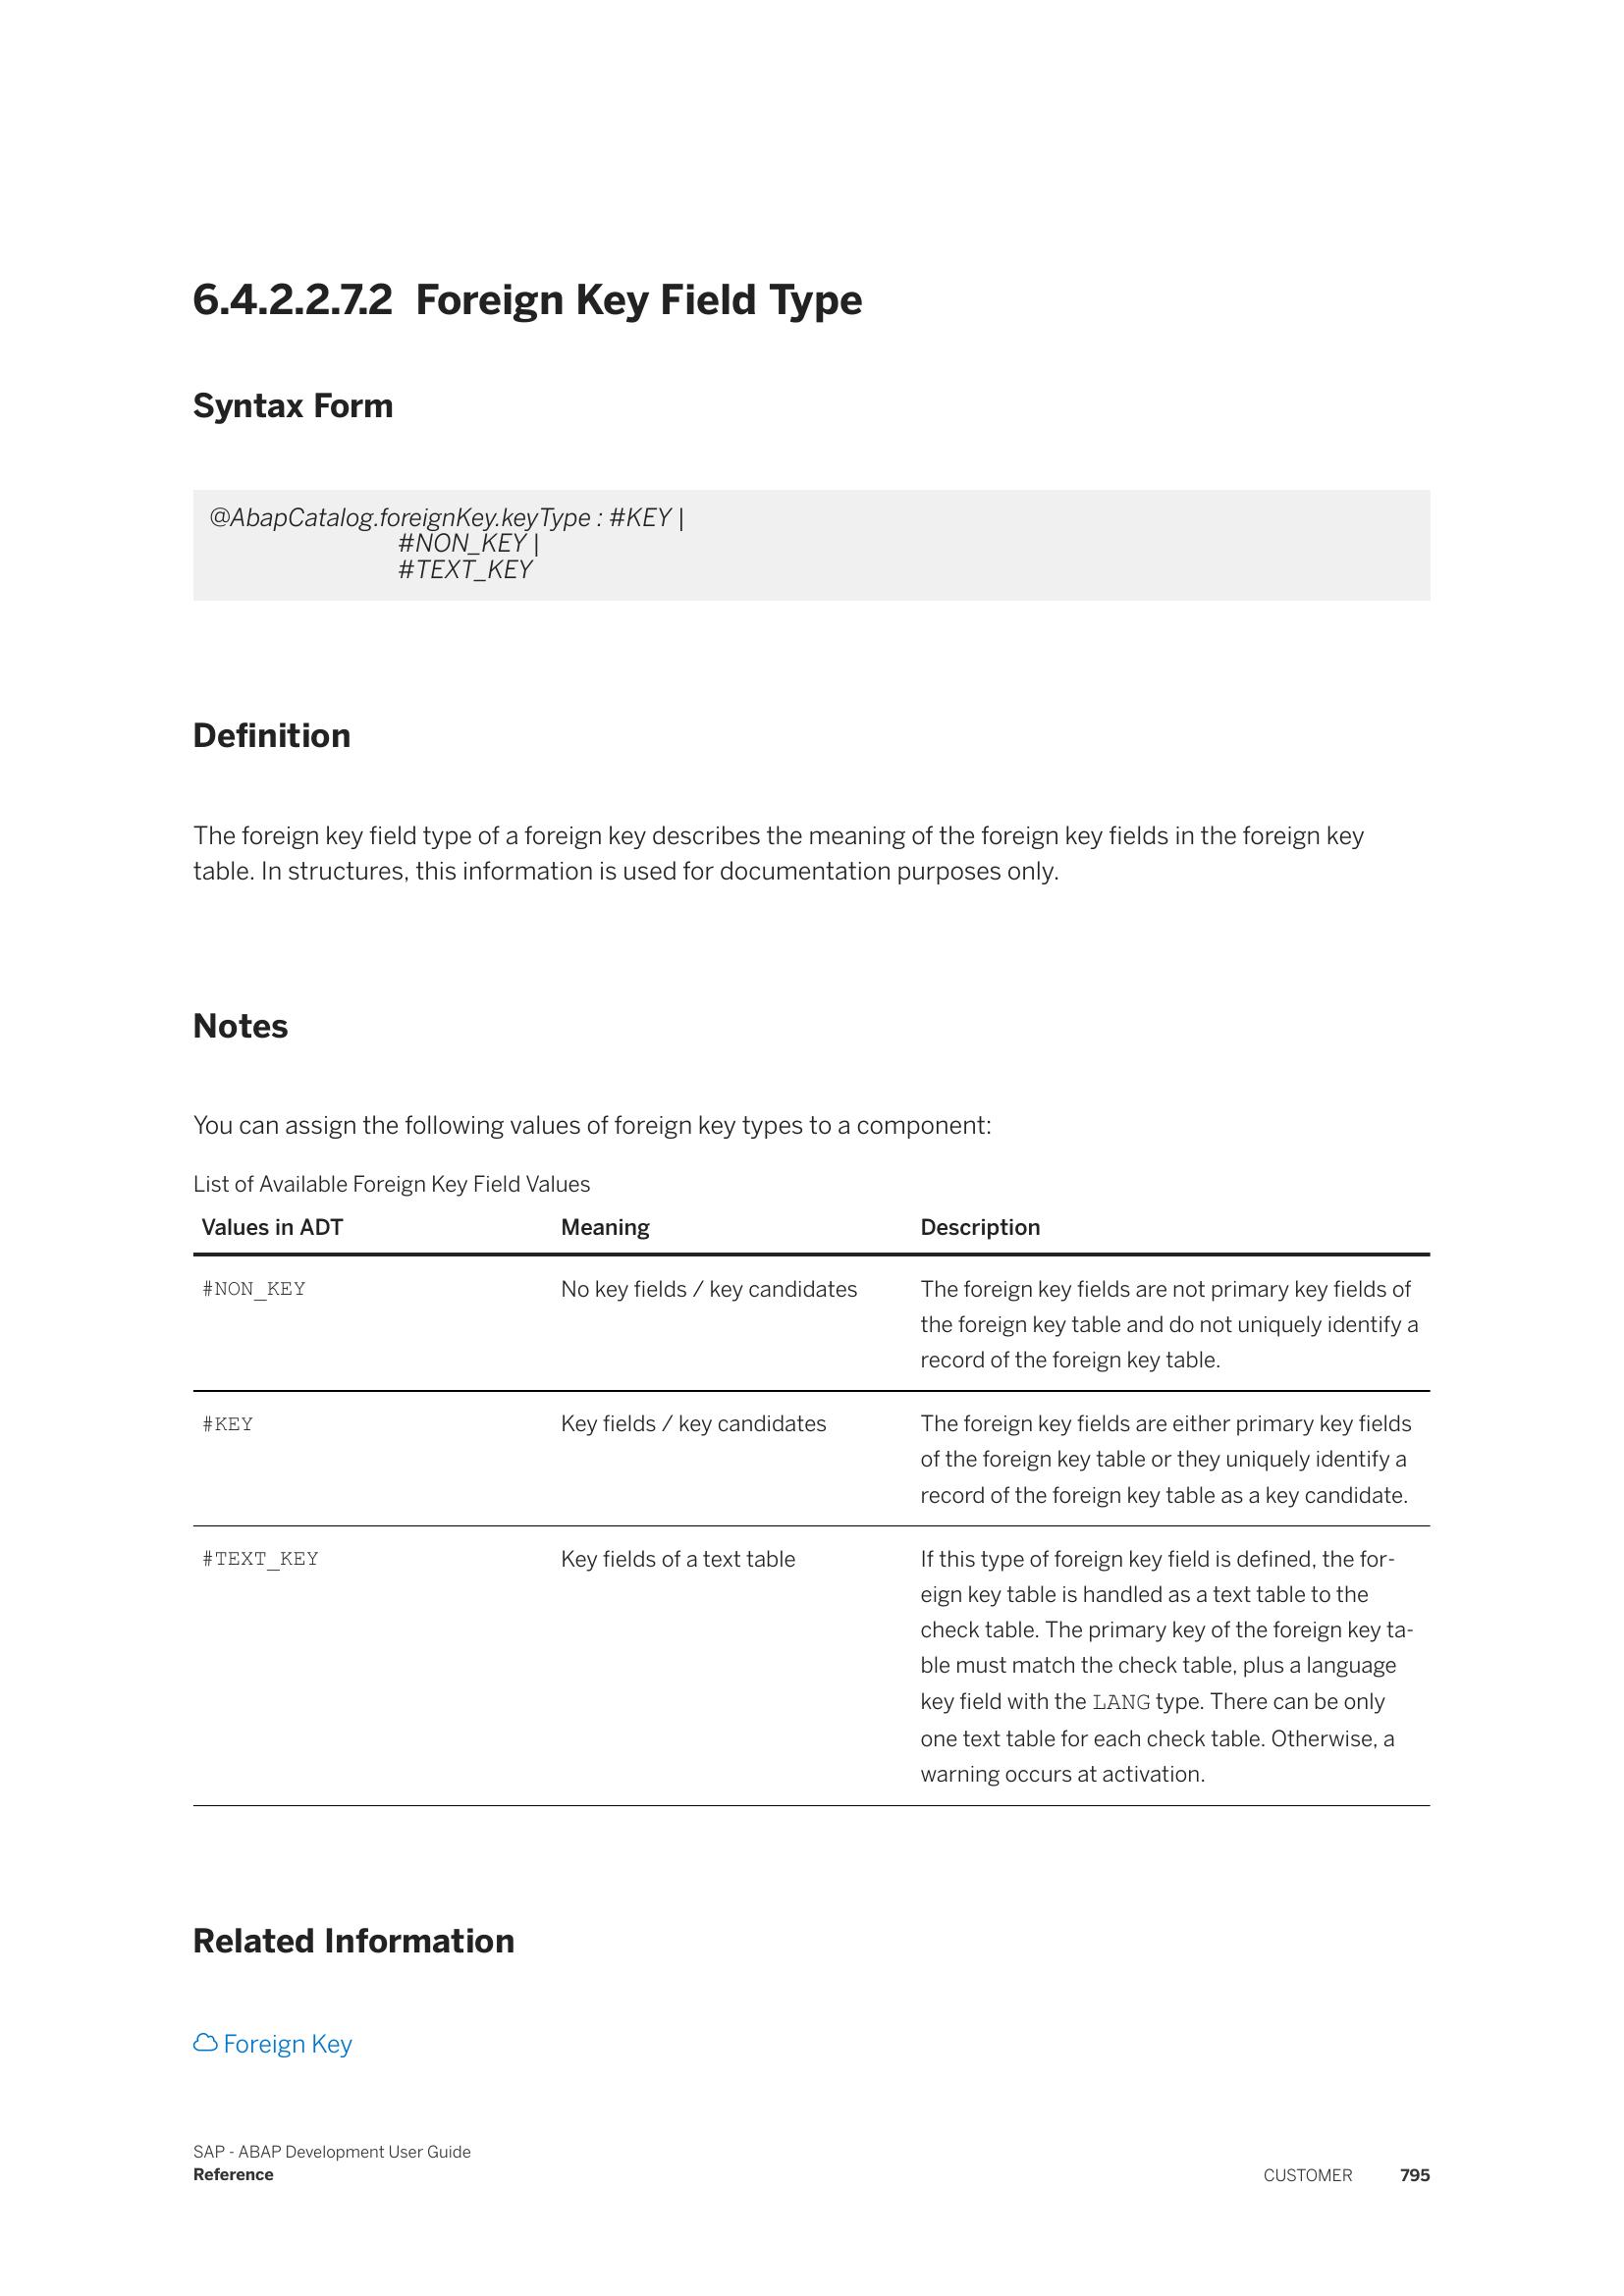 6.4.2.2.7.2 Foreign Key Field Type
Syntax Form
@AbapCatalog.foreignKey.keyType : #KEY |
#NON_KEY |
#TEXT_KEY
Definition
The foreign key field type of a foreign key describes the meaning of the foreign key fields in the foreign key
table. In structures, this information is used for documentation purposes only.
Notes
You can assign the following values of foreign key types to a component:
List of Available Foreign Key Field Values
Values in ADT Meaning Description
#NON_KEY No key fields / key candidates The foreign key fields are not primary key fields of
the foreign key table and do not uniquely identify a
record of the foreign key table.
#KEY Key fields / key candidates The foreign key fields are either primary key fields
of the foreign key table or they uniquely identify a
record of the foreign key table as a key candidate.
#TEXT_KEY Key fields of a text table If this type of foreign key field is defined, the for-
eign key table is handled as a text table to the
check table. The primary key of the foreign key ta-
ble must match the check table, plus a language
key field with the LANG type. There can be only
one text table for each check table. Otherwise, a
warning occurs at activation.
Related Information
Foreign Key
SAP - ABAP Development User Guide
Reference CUSTOMER 795